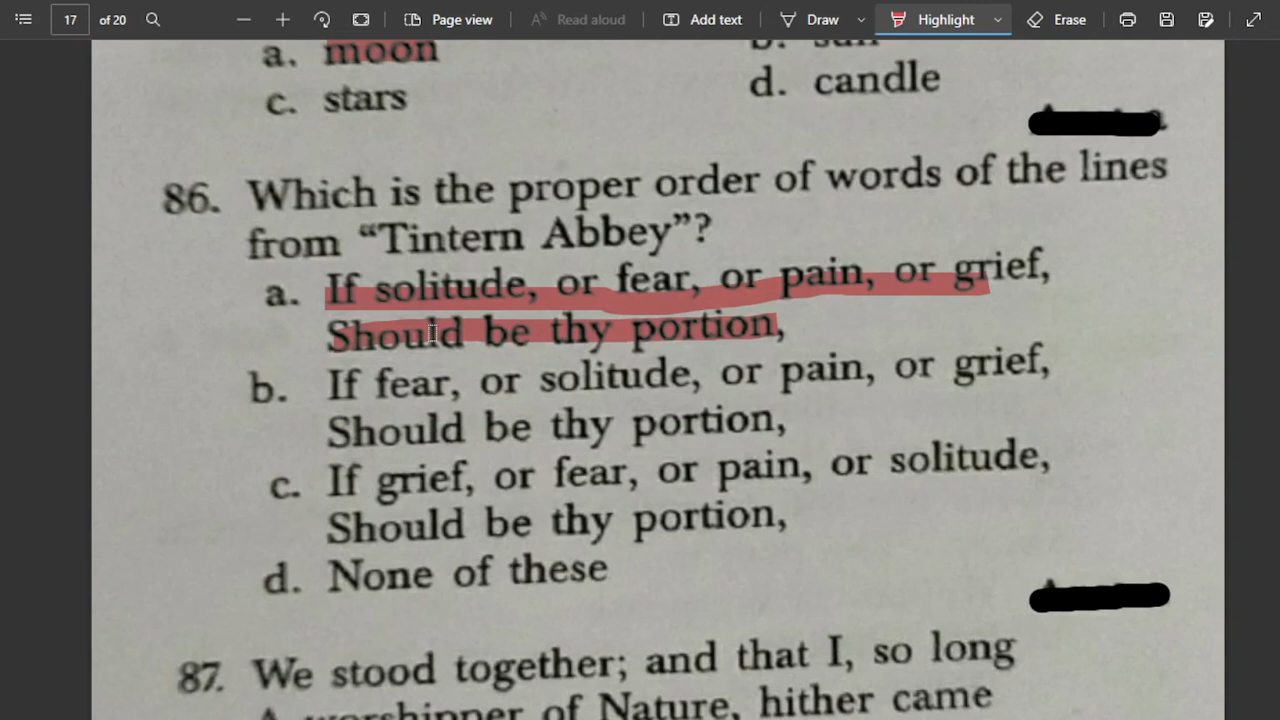 17 of 20 Page view Read aloud Add text Draw Highlight Erase
a. moon b. sun
c. stars d. candle
86. Which is the proper order of words of the lines
from “Tintern Abbey”?
a. If solitude, or fear, or pain, or grief,
Should be thy portion,
b. If fear, or solitude, or pain, or grief,
Should be thy portion,
c. If grief, or fear, or pain, or solitude,
Should be thy portion,
d. None of these
87. We stood together; and that I, so long
A worshipper of Nature, hither came